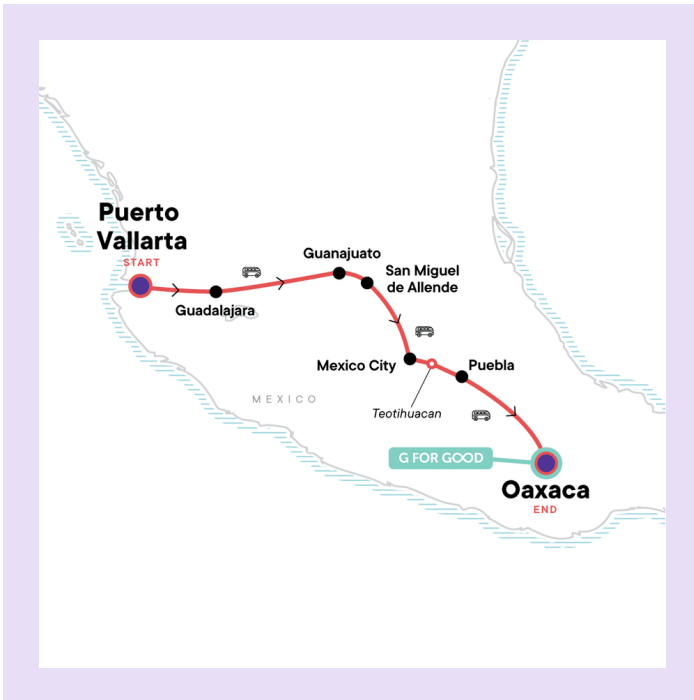 Puerto
Vallarta
START
Guanajuato
San Miguel
de Allende
Guadalajara
Mexico City
Puebla
MEXICO
Teotihuacan
G FOR GOOD
Oaxaca
END